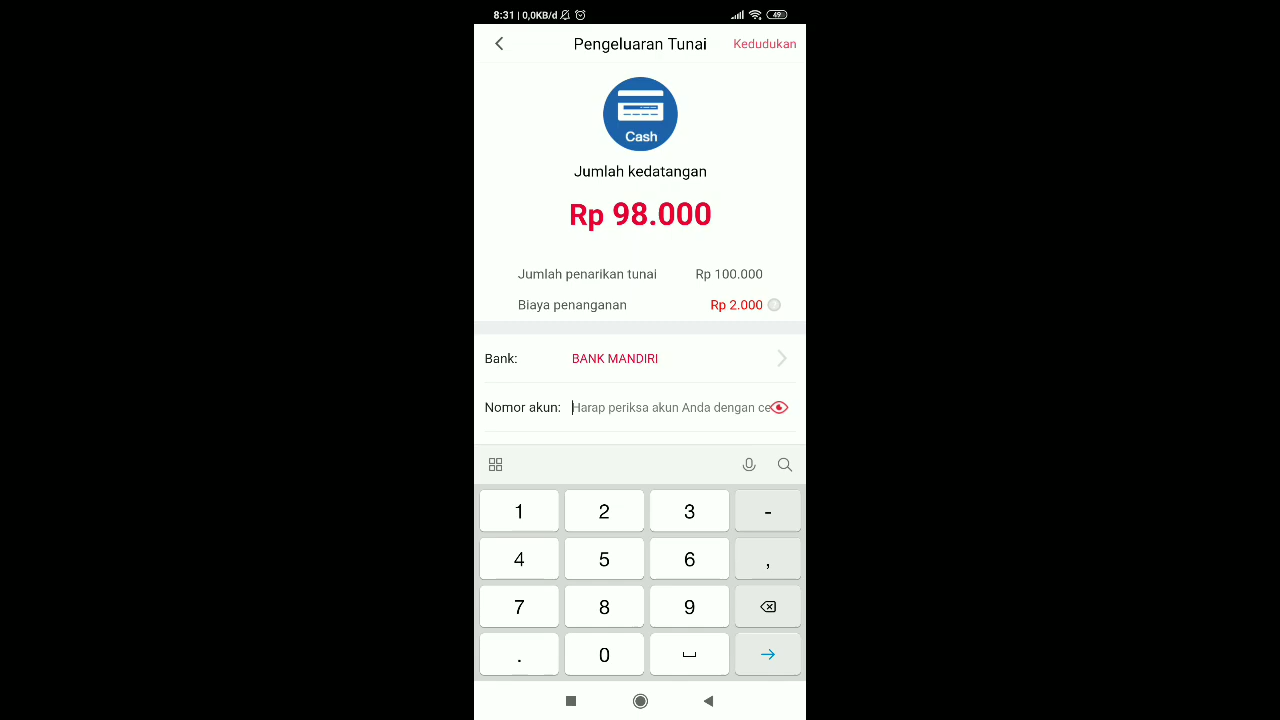 8:31 | 0,0KB/d 49
Pengeluaran Tunai Kedudukan
Cash
Jumlah kedatangan
Rp 98.000
Jumlah penarikan tunai Rp 100.000
Biaya penanganan Rp 2.000
Bank: BANK MANDIRI
Nomor akun: Harap periksa akun Anda dengan ce
1 2 3 -
4 5 6 ,
7 8 9
. 0